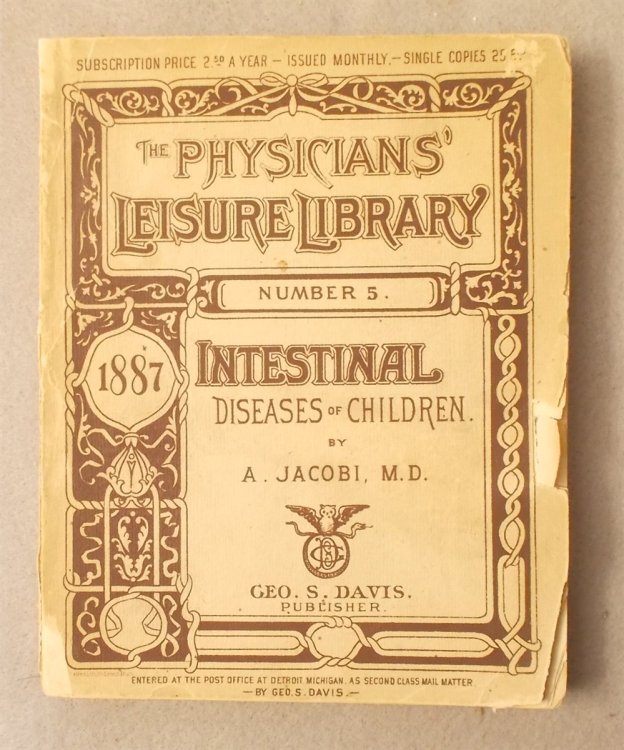 SUBSCRIPTION PRICE 2.50 A YEAR — ISSUED MONTHLY. — SINGLE COPIES 25
THE PHYSICIANS'
LEISURE LIBRARY
NUMBER 5.
1887
INTESTINAL
DISEASES OF CHILDREN.
BY
A. JACOBI, M.D.
GEO. S. DAVIS.
PUBLISHER.
ENTERED AT THE POST OFFICE AT DETROIT MICHIGAN, AS SECOND CLASS MAIL MATTER
— BY GEO. S. DAVIS. —